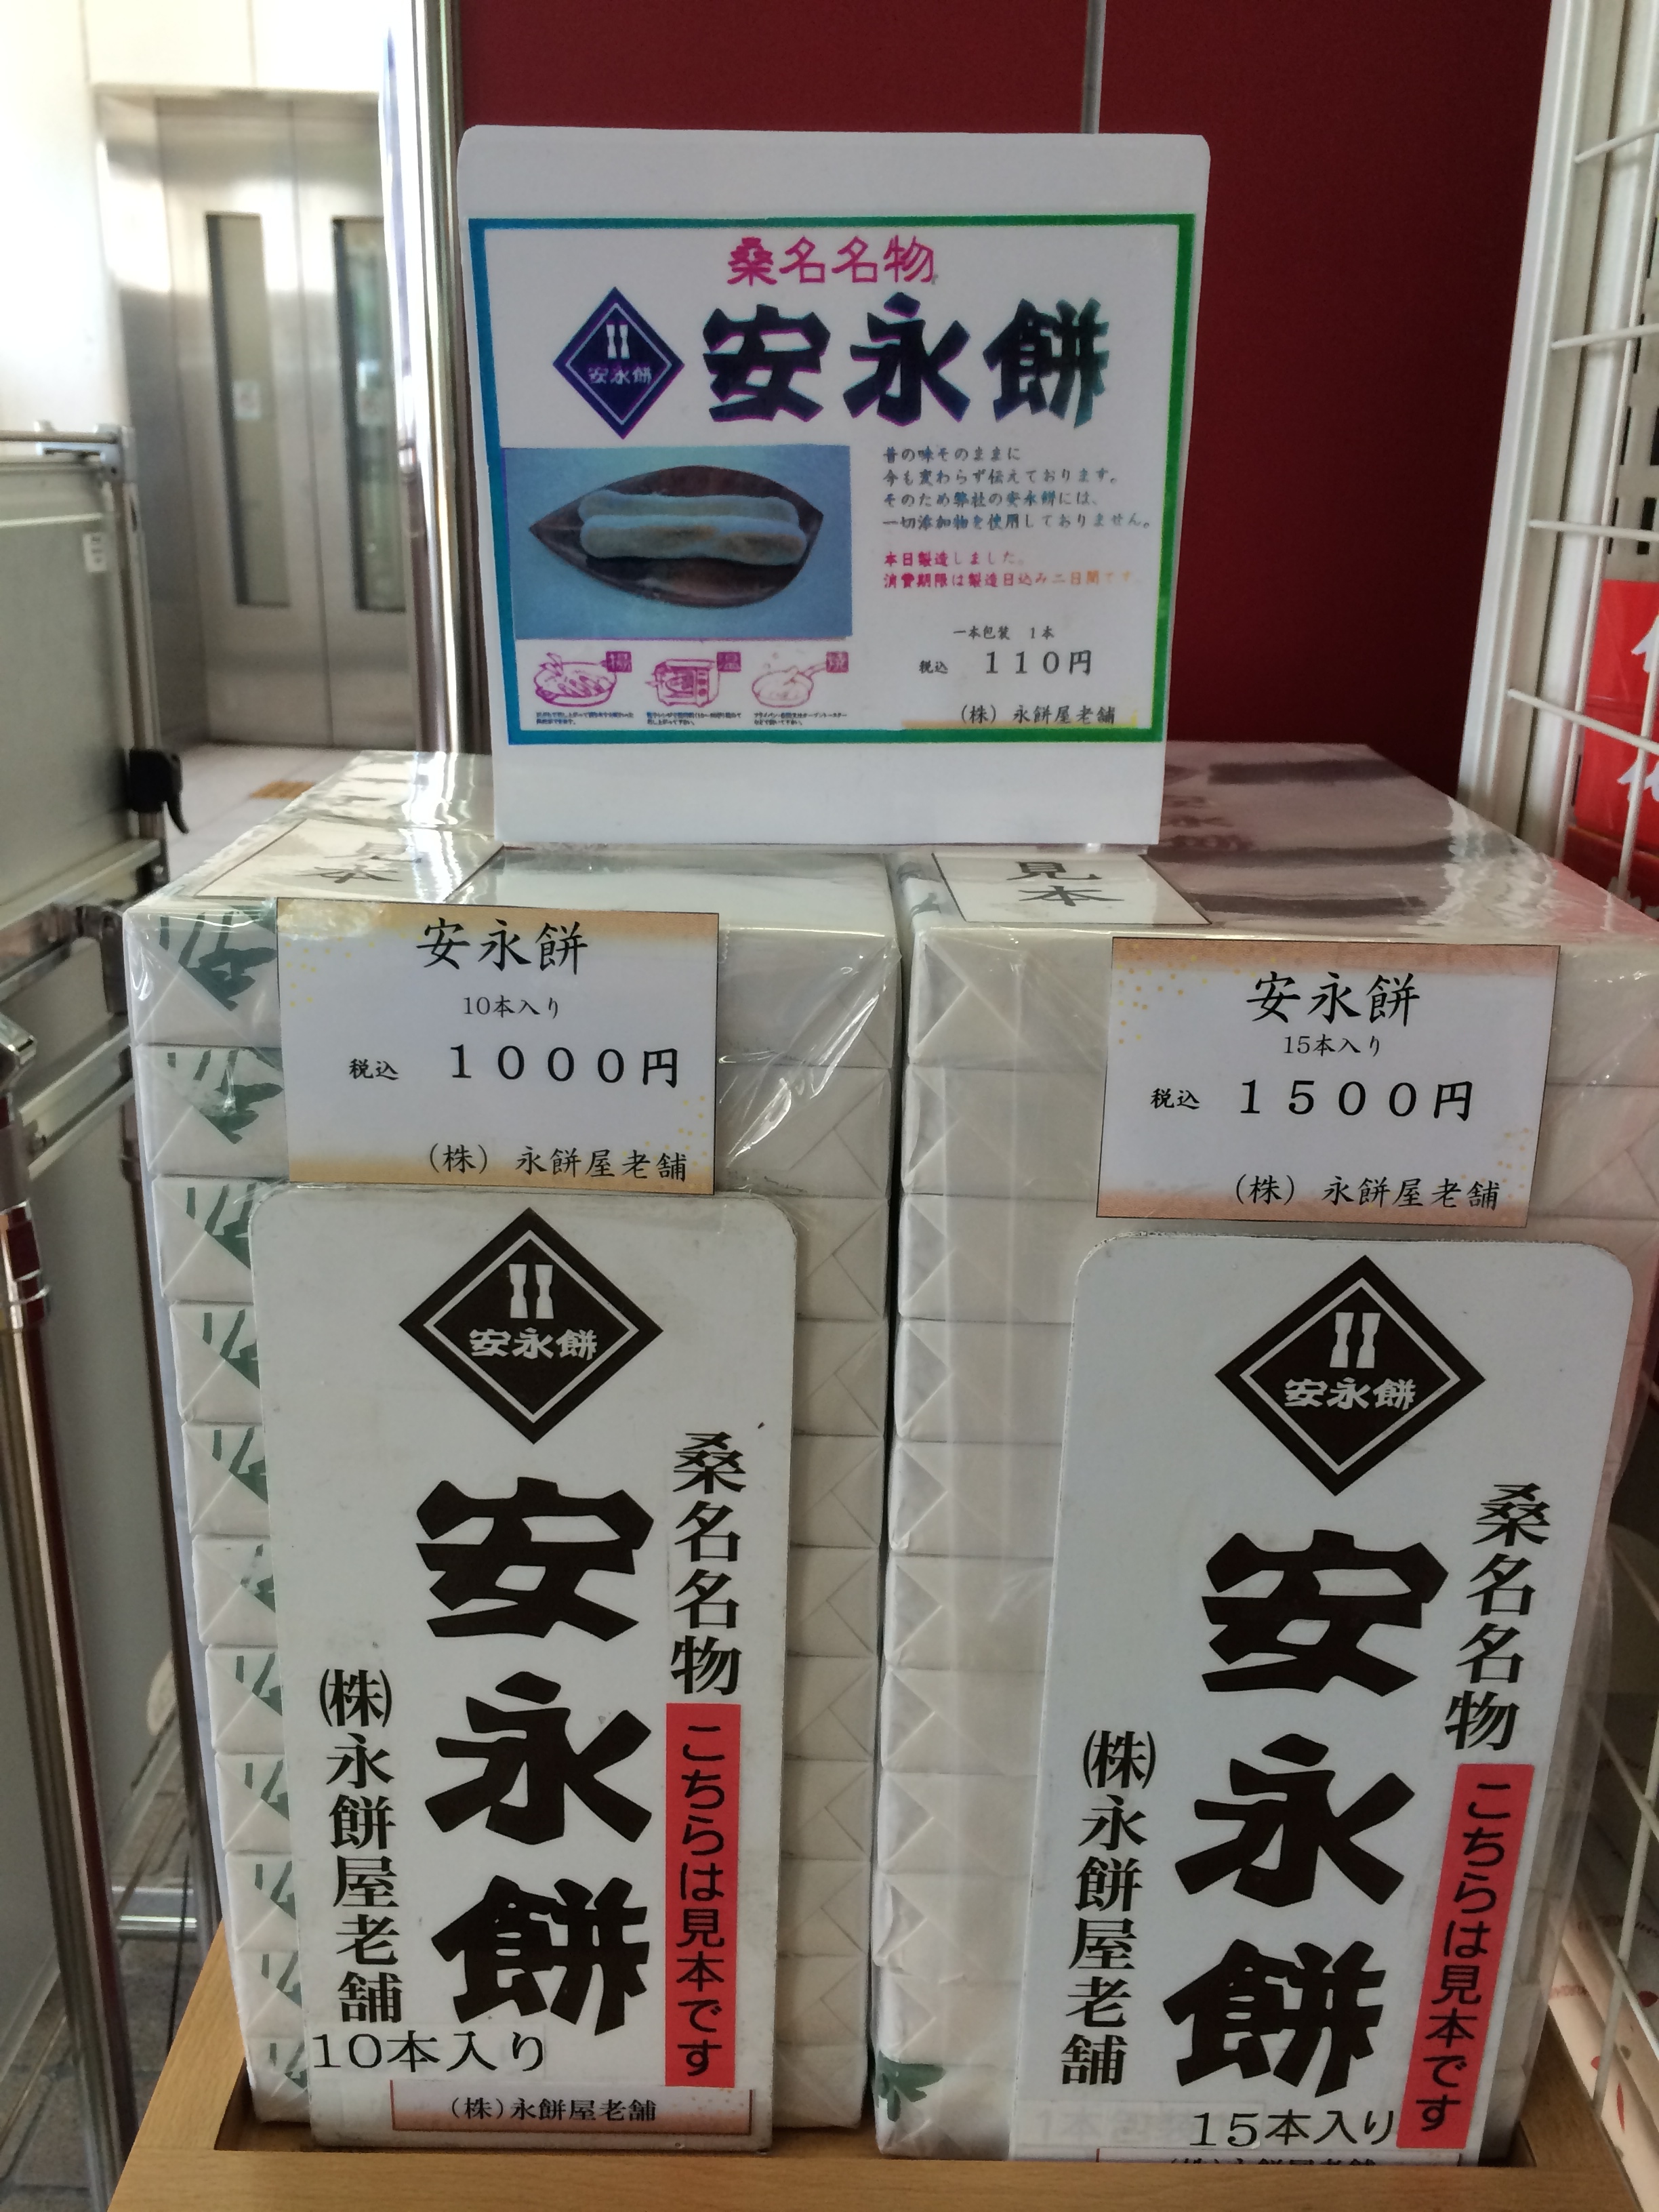 桑名名物
安永餅
安永餅
昔の味そのままに
今も変わらず伝えております。
そのため弊社の安永餅には、
一切添加物を使用しておりません。
本日製造しました。
消費期限は製造日込み二日間です。
一本包装 1本
税込 110円
(株) 永餅屋老舗
見本
安永餅
10本入り
税込 1000円
(株) 永餅屋老舗
安永餅
15本入り
税込 1500円
(株) 永餅屋老舗
安永餅
桑名名物
こちらは見本です
安永餅
(株)永餅屋老舗
10本入り
(株)永餅屋老舗
安永餅
桑名名物
こちらは見本です
安永餅
(株)永餅屋老舗
15本入り